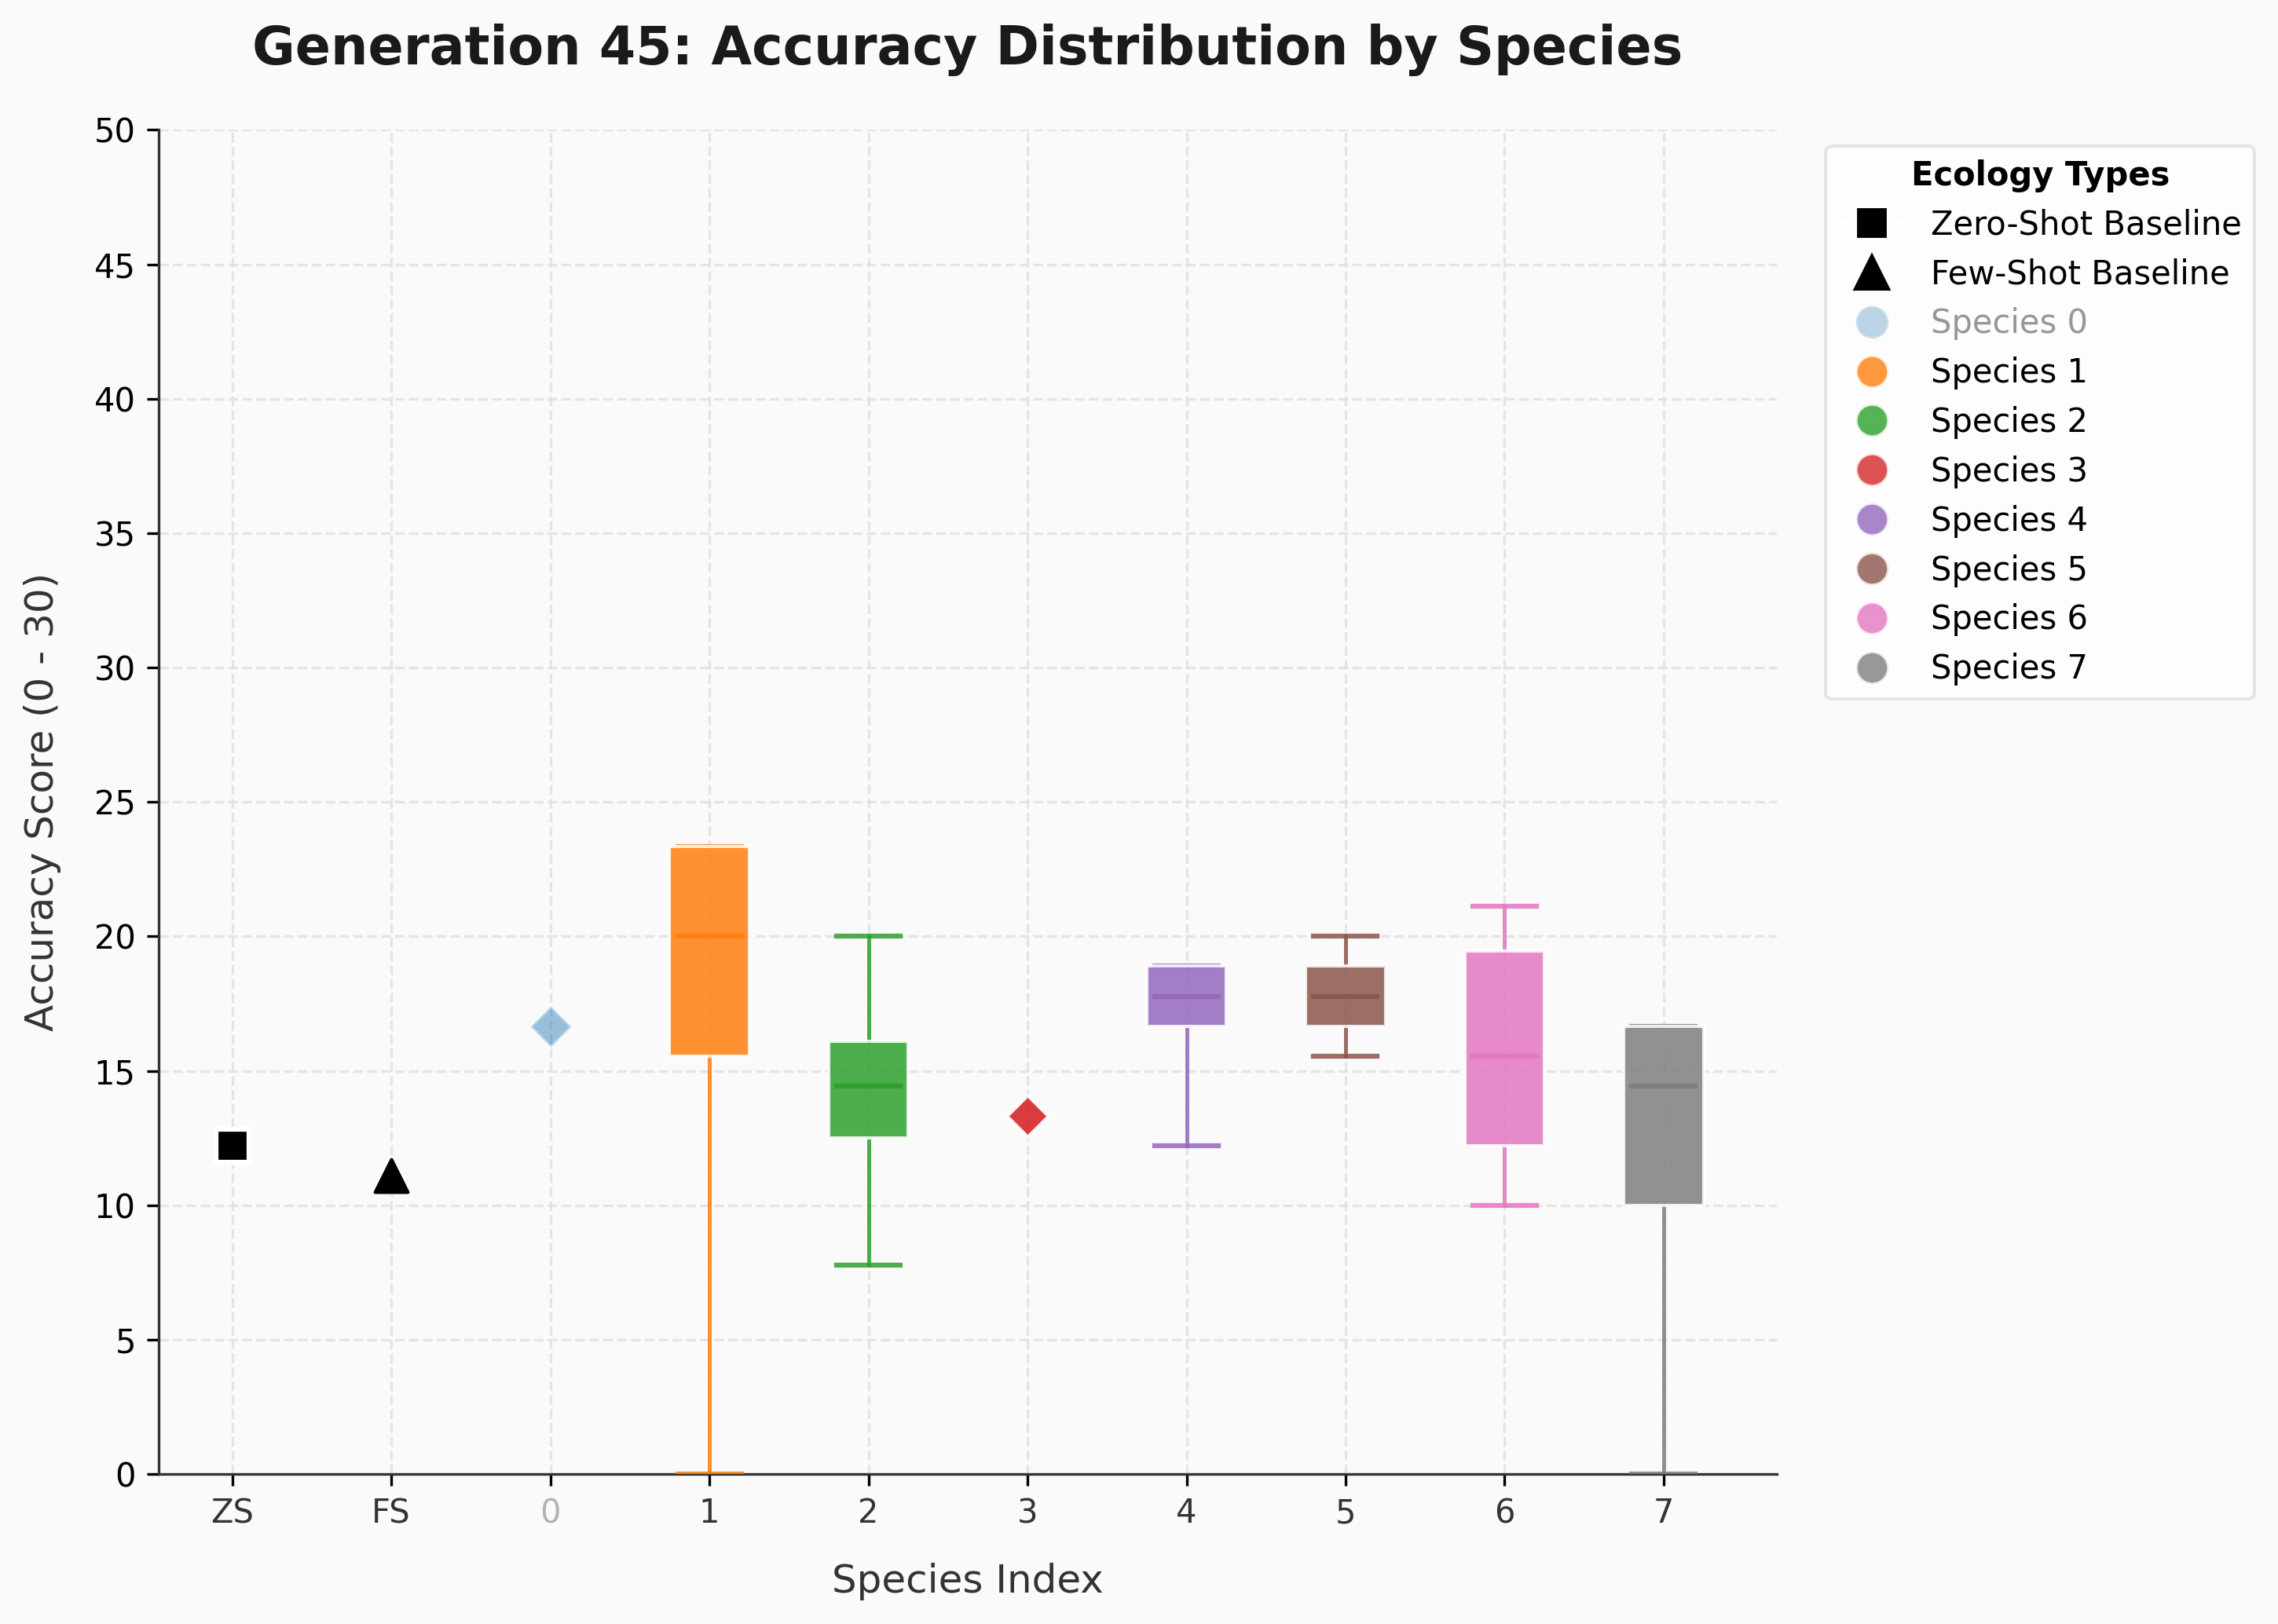 Generation 45: Accuracy Distribution by Species
50
45
40
35
30
25
20
15
10
5
0
Accuracy Score (0 - 30)
ZS FS 0 1 2 3 4 5 6 7
Species Index
Ecology Types
Zero-Shot Baseline
Few-Shot Baseline
Species 0
Species 1
Species 2
Species 3
Species 4
Species 5
Species 6
Species 7